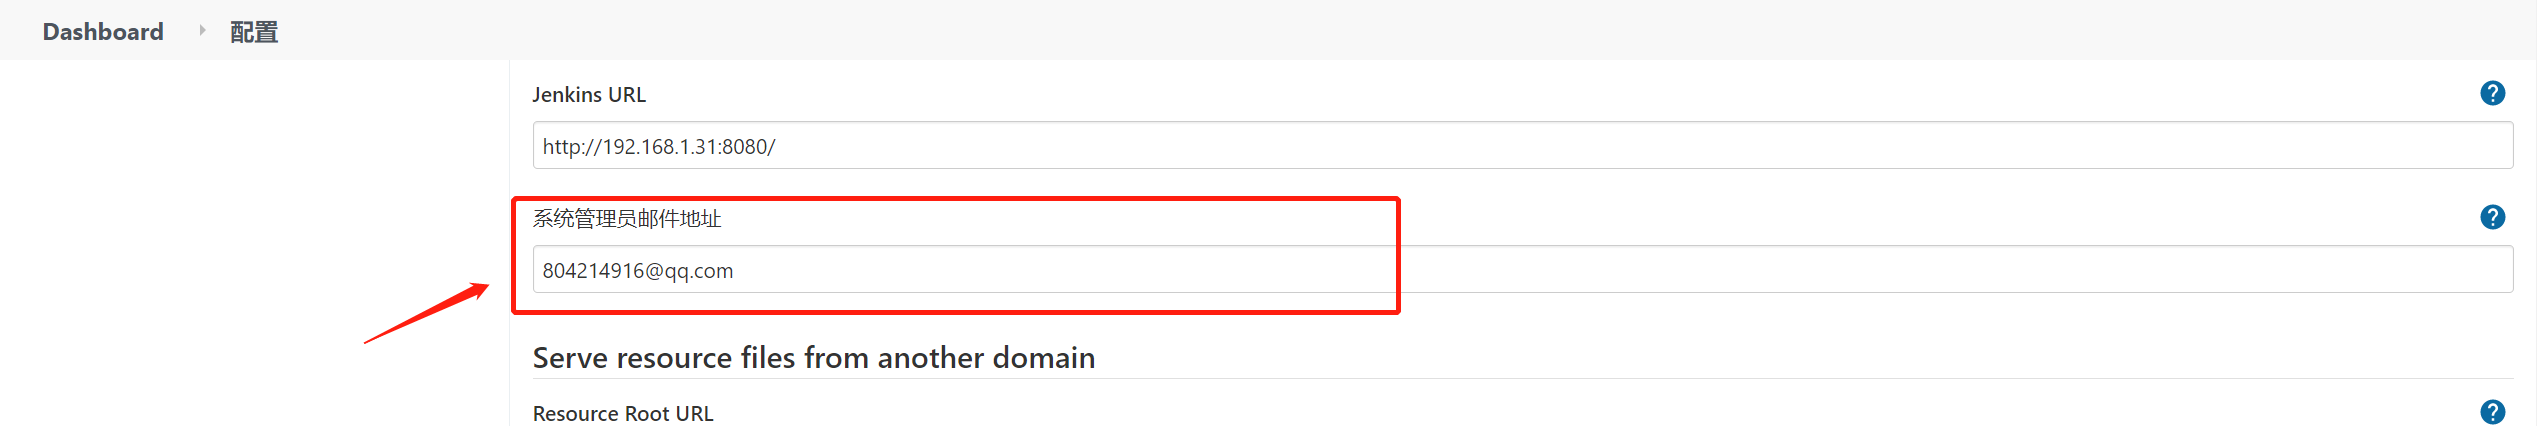 Dashboard 配置
Jenkins URL
http://192.168.1.31:8080/
系统管理员邮件地址
804214916@qq.com
Serve resource files from another domain
Resource Root URL